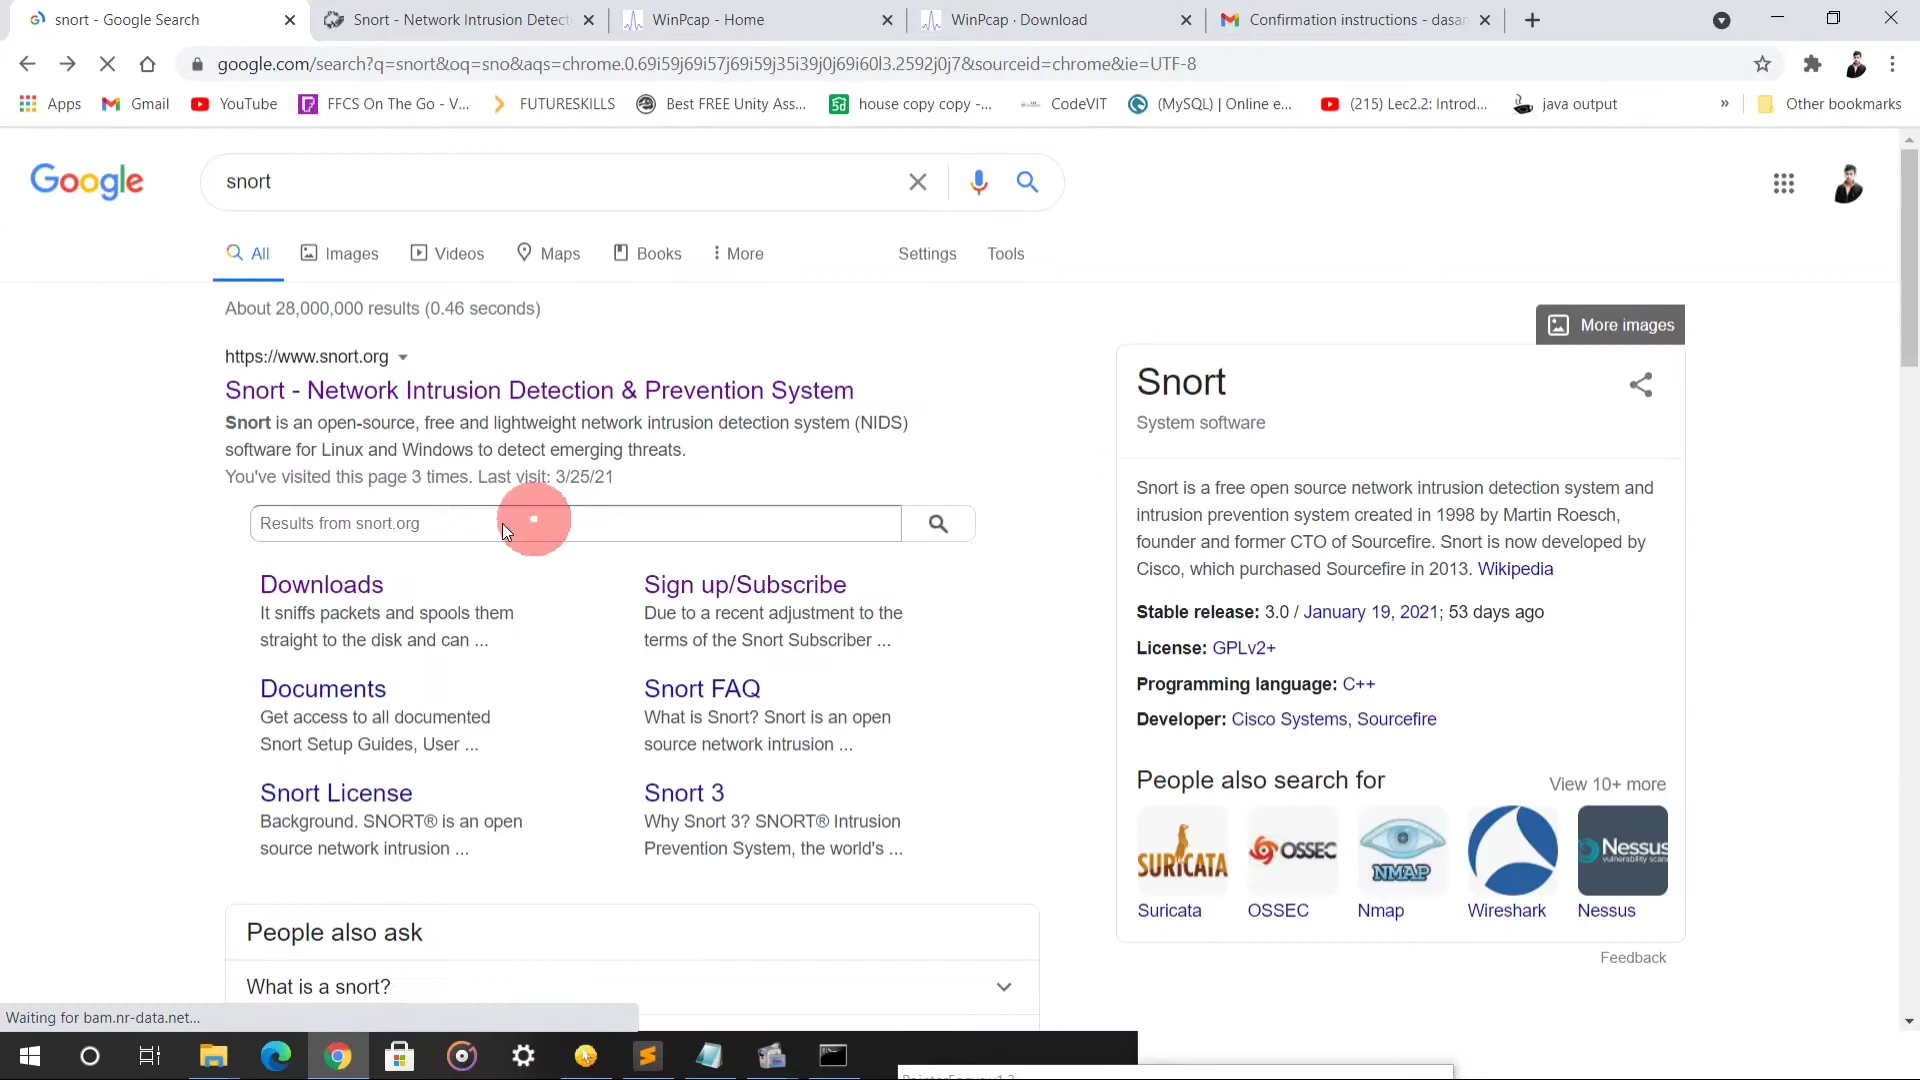 snort - Google Search
Snort - Network Intrusion Detect
WinPcap - Home
WinPcap · Download
Confirmation instructions - dasar
google.com/search?q=snort&oq=sno&aqs=chrome.0.69i59j69i57j69i59j35i39j0j69i60l3.2592j0j7&sourceid=chrome&ie=UTF-8
Apps
Gmail
YouTube
FFCS On The Go - V...
FUTURESKILLS
Best FREE Unity Ass...
house copy copy -...
CodeVIT
(MySQL) | Online e...
(215) Lec2.2: Introd...
java output
»
Other bookmarks
Google
snort
All
Images
Videos
Maps
Books
More
Settings
Tools
About 28,000,000 results (0.46 seconds)
https://www.snort.org
Snort - Network Intrusion Detection & Prevention System
Snort is an open-source, free and lightweight network intrusion detection system (NIDS)
software for Linux and Windows to detect emerging threats.
You've visited this page 3 times. Last visit: 3/25/21
Results from snort.org
Downloads
It sniffs packets and spools them
straight to the disk and can ...
Sign up/Subscribe
Due to a recent adjustment to the
terms of the Snort Subscriber ...
Documents
Get access to all documented
Snort Setup Guides, User ...
Snort FAQ
What is Snort? Snort is an open
source network intrusion ...
Snort License
Background. SNORT® is an open
source network intrusion ...
Snort 3
Why Snort 3? SNORT® Intrusion
Prevention System, the world's ...
People also ask
What is a snort?
More images
Snort
System software
Snort is a free open source network intrusion detection system and
intrusion prevention system created in 1998 by Martin Roesch,
founder and former CTO of Sourcefire. Snort is now developed by
Cisco, which purchased Sourcefire in 2013. Wikipedia
Stable release: 3.0 / January 19, 2021; 53 days ago
License: GPLv2+
Programming language: C++
Developer: Cisco Systems, Sourcefire
People also search for
View 10+ more
SURICATA
OSSEC
NMAP
Nessus
vulnerability scan
Suricata
OSSEC
Nmap
Wireshark
Nessus
Feedback
Waiting for bam.nr-data.net...